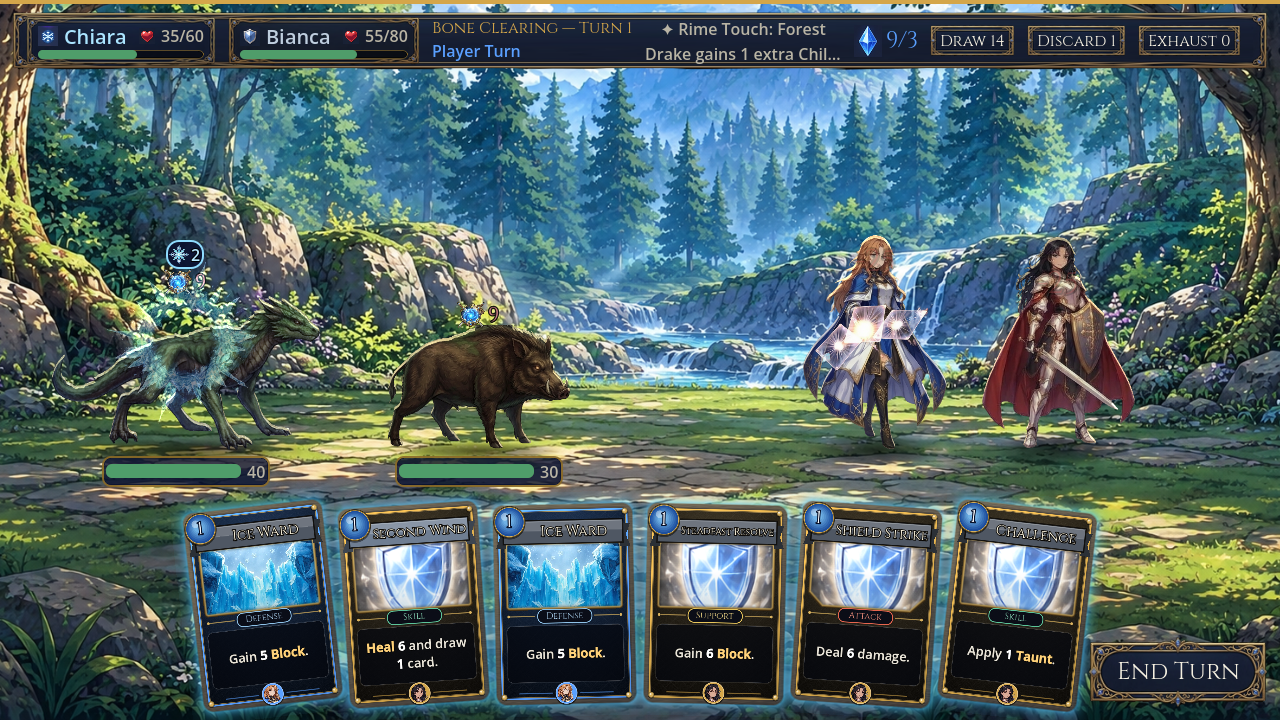 Chiara 35/60
Bianca 55/80
Bone Clearing — Turn 1
Player Turn
✦ Rime Touch: Forest
Drake gains 1 extra Chil...
9/3
Draw 14
Discard 1
Exhaust 0
2
9
9
40
30
1
Ice Ward
Defense
Gain 5 Block.
1
Second Wind
Skill
Heal 6 and draw
1 card.
1
Ice Ward
Defense
Gain 5 Block.
1
Steadfast Resolve
Support
Gain 6 Block.
1
Shield Strike
Attack
Deal 6 damage.
1
Challenge
Skill
Apply 1 Taunt.
End Turn